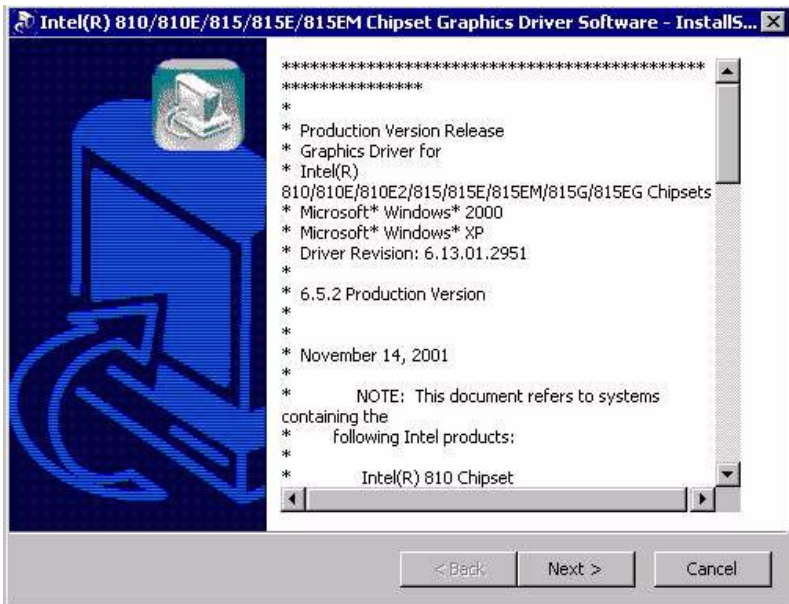 Intel(R) 810/810E/815/815E/815EM Chipset Graphics Driver Software - InstallS...
********************************************
***************
*
* Production Version Release
* Graphics Driver for
* Intel(R)
810/810E/810E2/815/815E/815EM/815G/815EG Chipsets
* Microsoft* Windows* 2000
* Microsoft* Windows* XP
* Driver Revision: 6.13.01.2951
*
* 6.5.2 Production Version
*
*
* November 14, 2001
*
* NOTE: This document refers to systems
containing the
* following Intel products:
*
* Intel(R) 810 Chipset
< Back
Next >
Cancel